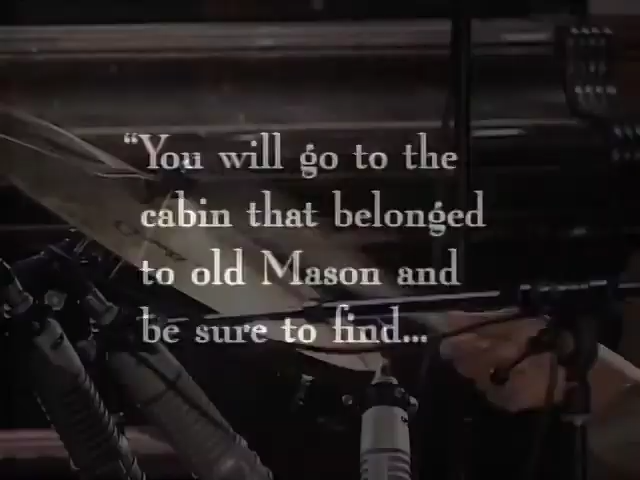 “You will go to the
cabin that belonged
to old Mason and
be sure to find...